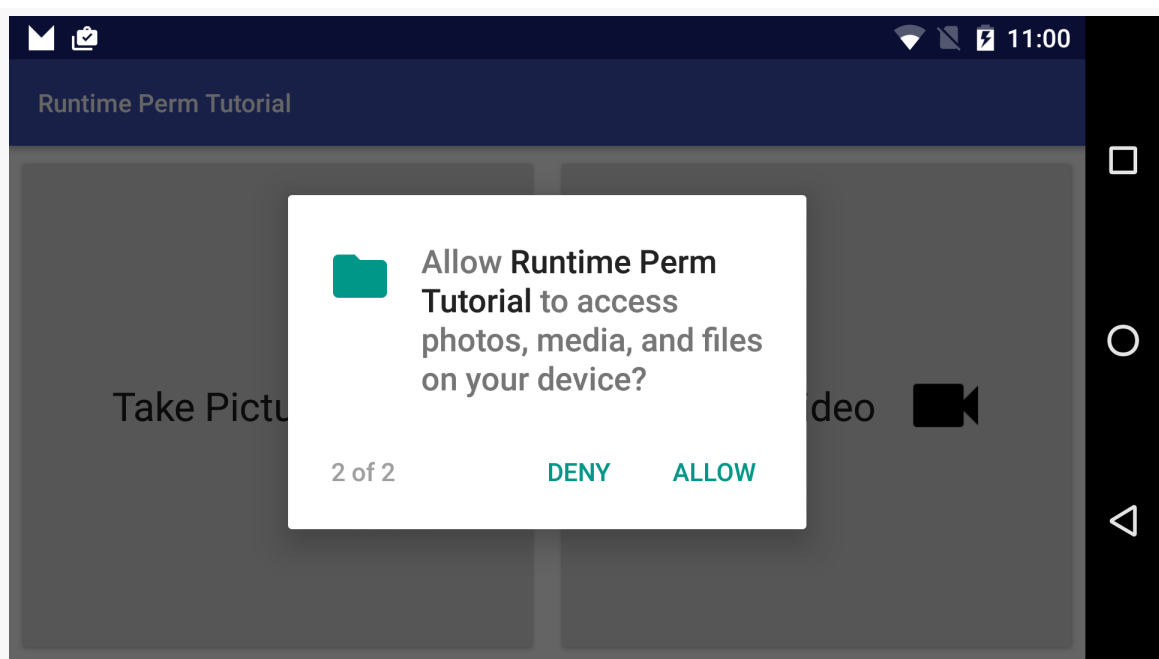 11:00
Runtime Perm Tutorial
Allow Runtime Perm
Tutorial to access
photos, media, and files
on your device?
Take Pictu
deo
2 of 2 DENY ALLOW